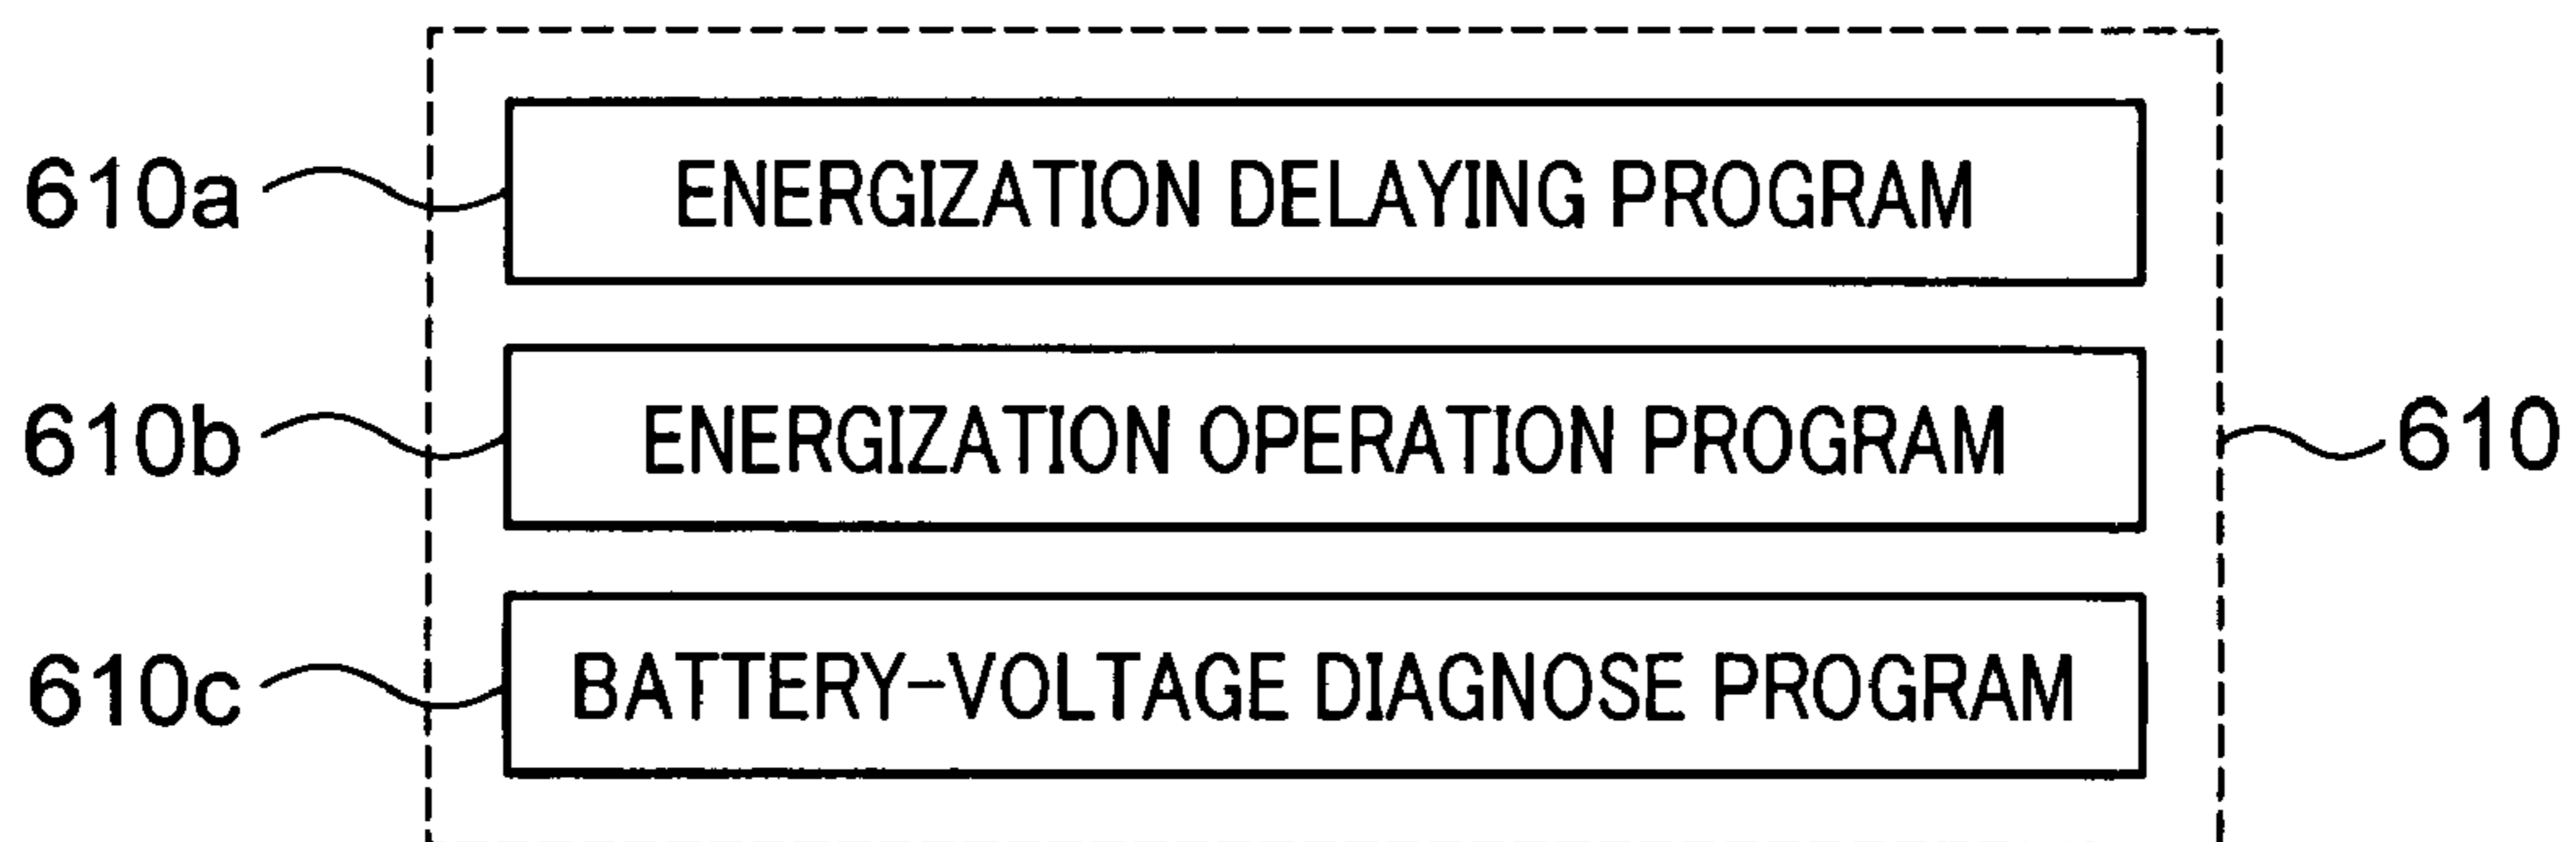 610a ENERGIZATION DELAYING PROGRAM
610b ENERGIZATION OPERATION PROGRAM 610
610c BATTERY-VOLTAGE DIAGNOSE PROGRAM